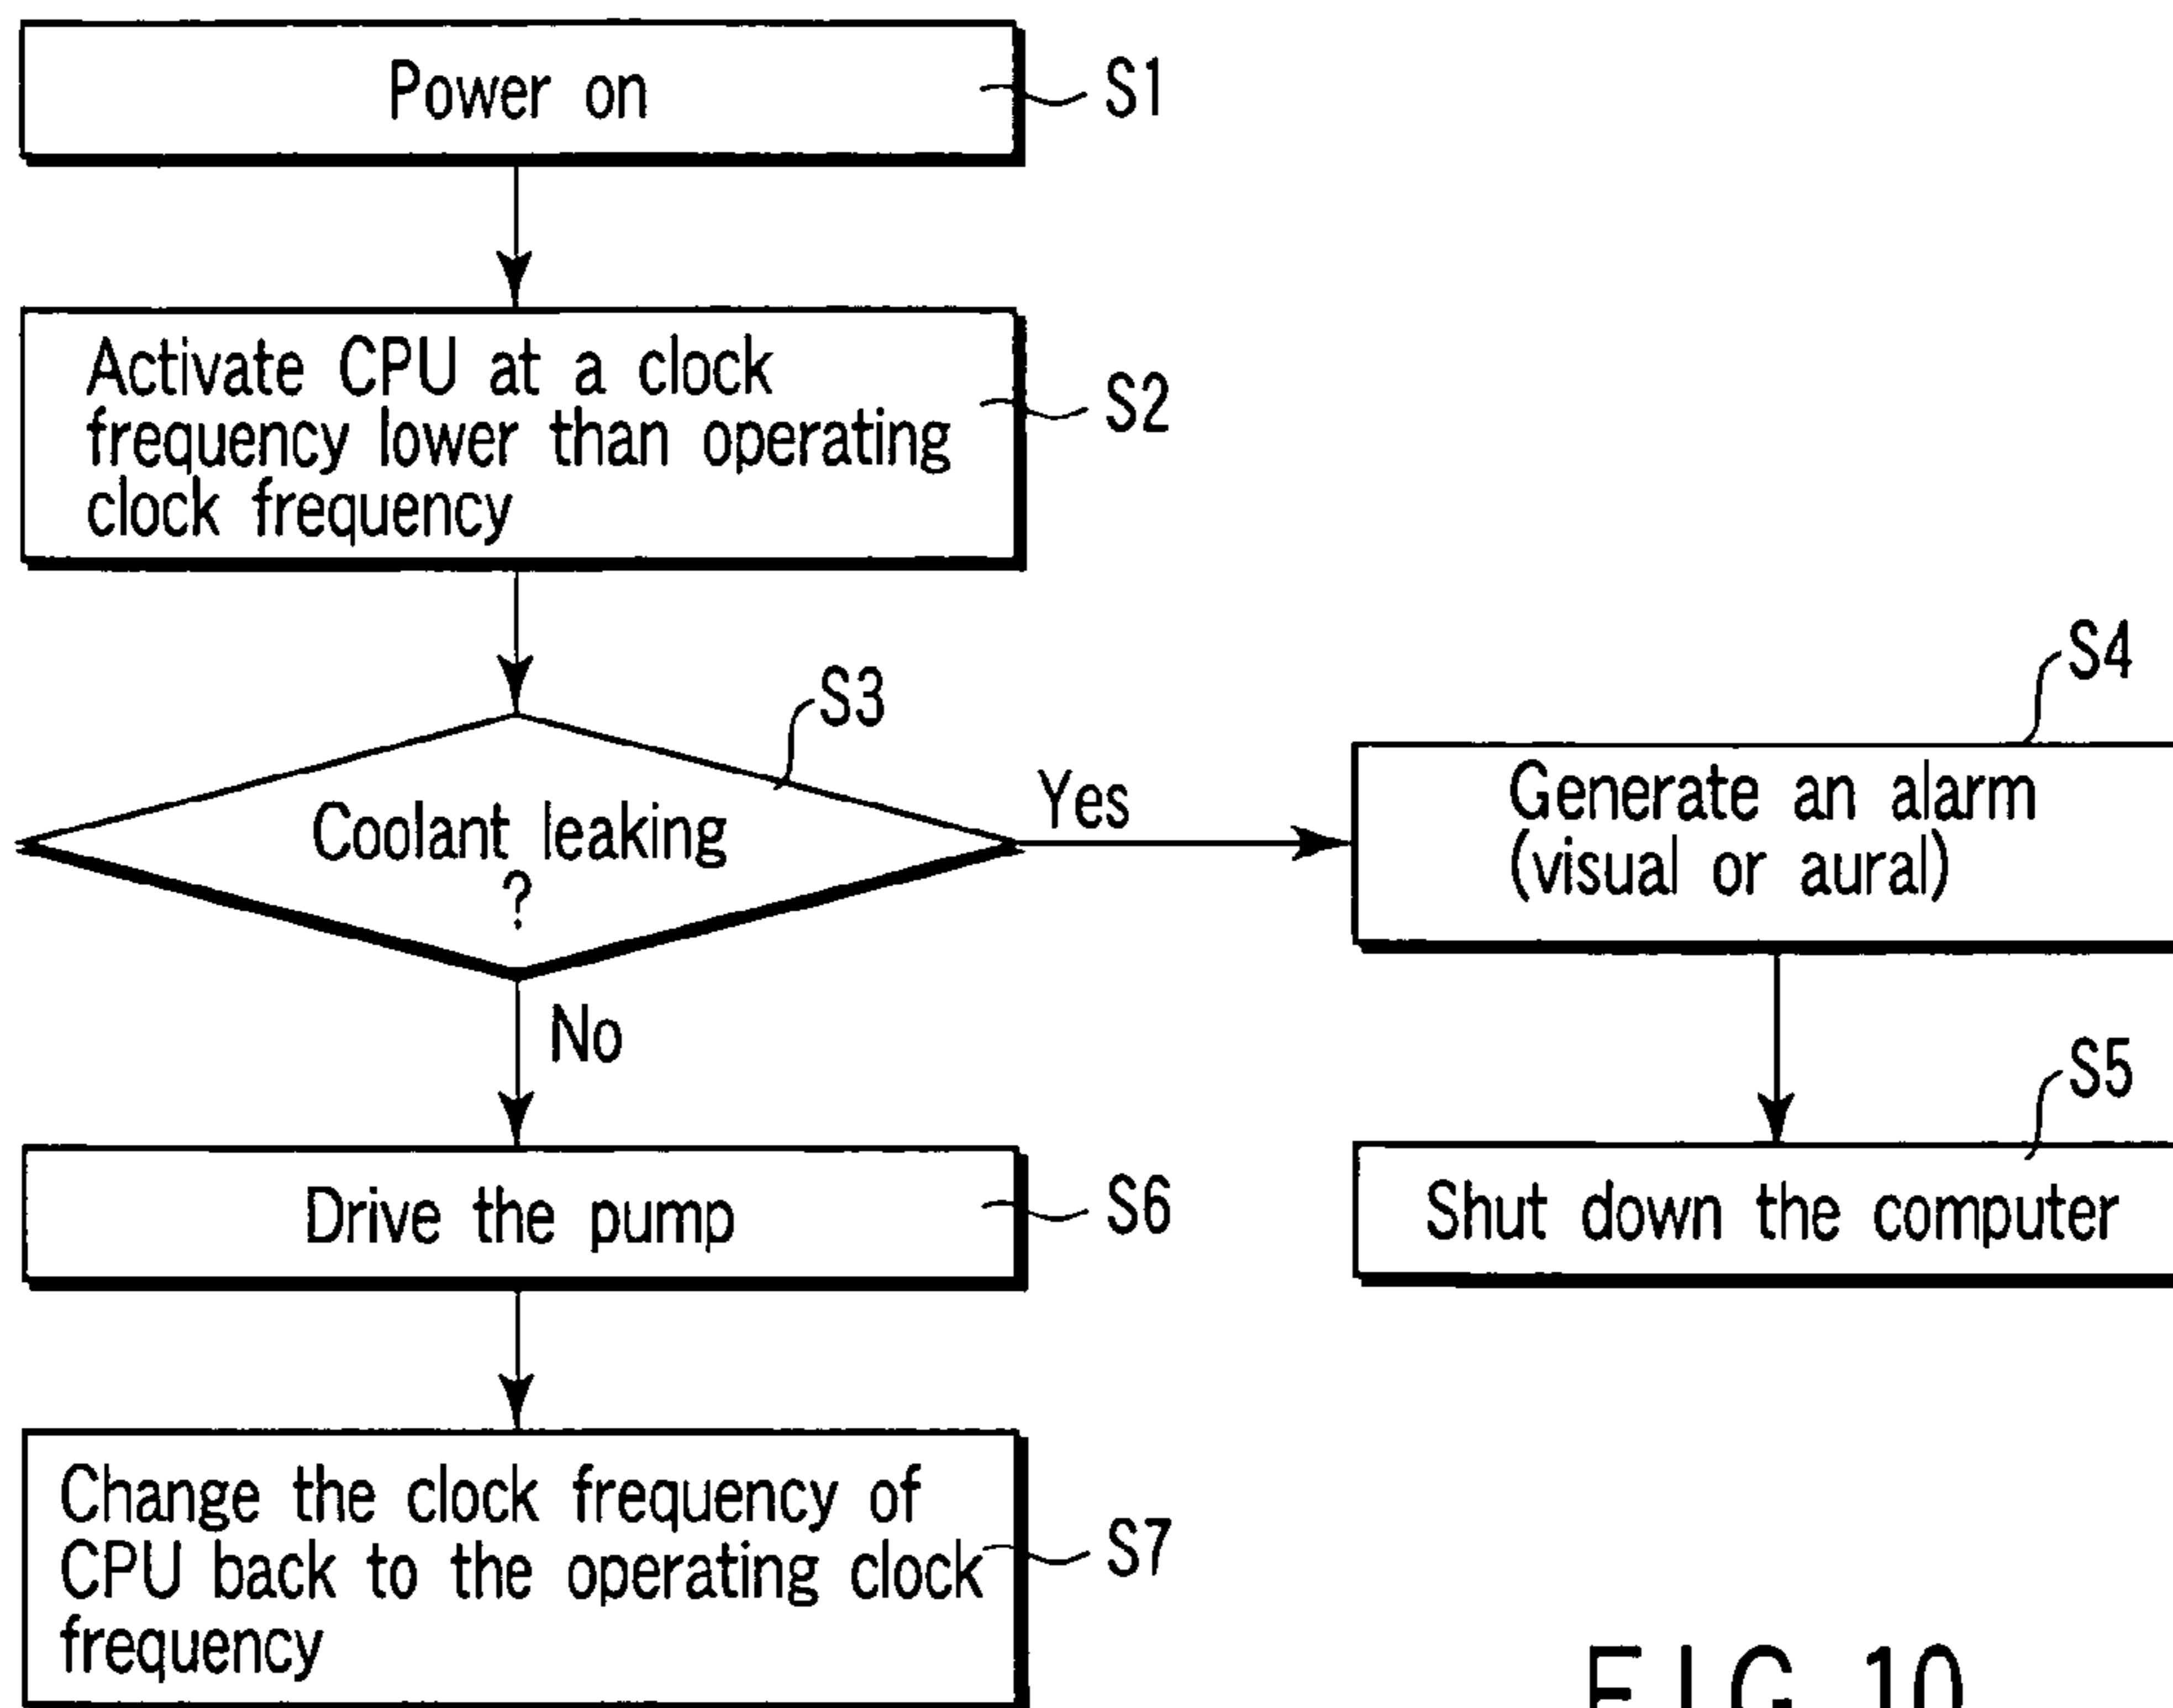 Power on
S1
Activate CPU at a clock
frequency lower than operating
clock frequency
S2
S3
Coolant leaking
?
Yes
No
S4
Generate an alarm
(visual or aural)
S5
Shut down the computer
Drive the pump
S6
Change the clock frequency of
CPU back to the operating clock
frequency
S7
FIG. 10